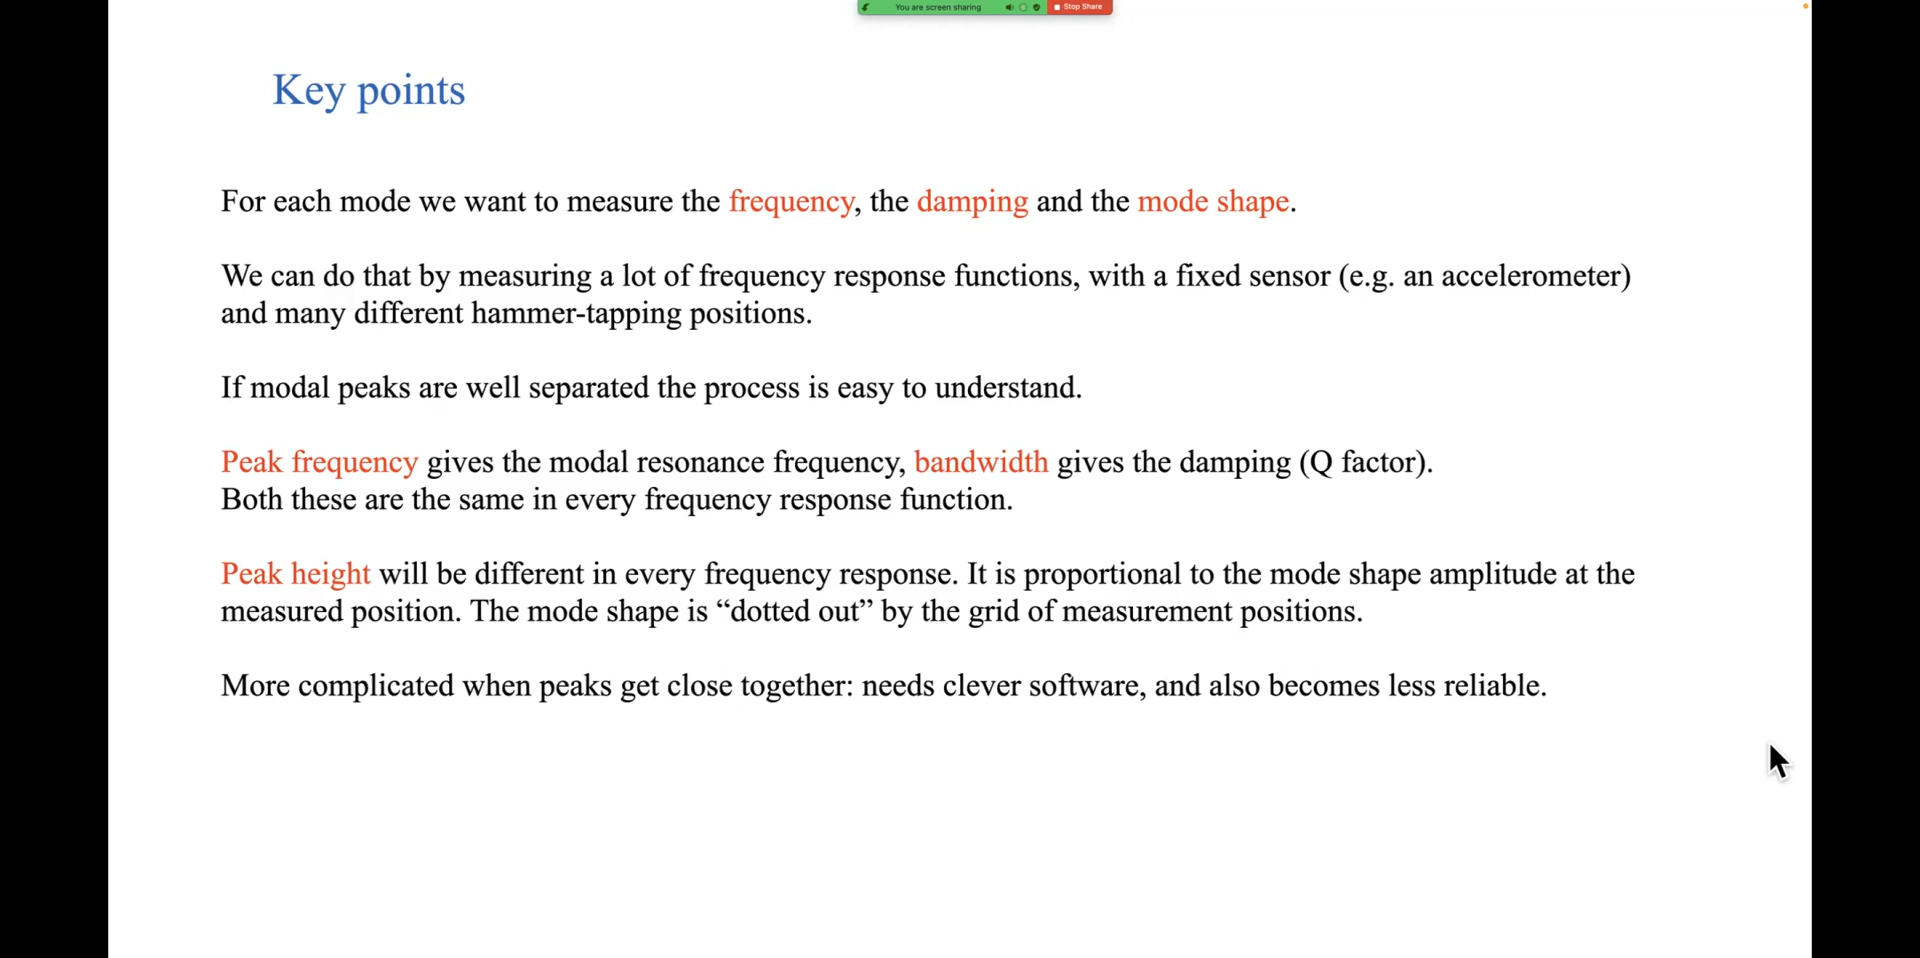 You are screen sharing
Stop Share
Key points
For each mode we want to measure the frequency, the damping and the mode shape.
We can do that by measuring a lot of frequency response functions, with a fixed sensor (e.g. an accelerometer)
and many different hammer-tapping positions.
If modal peaks are well separated the process is easy to understand.
Peak frequency gives the modal resonance frequency, bandwidth gives the damping (Q factor).
Both these are the same in every frequency response function.
Peak height will be different in every frequency response. It is proportional to the mode shape amplitude at the
measured position. The mode shape is “dotted out” by the grid of measurement positions.
More complicated when peaks get close together: needs clever software, and also becomes less reliable.